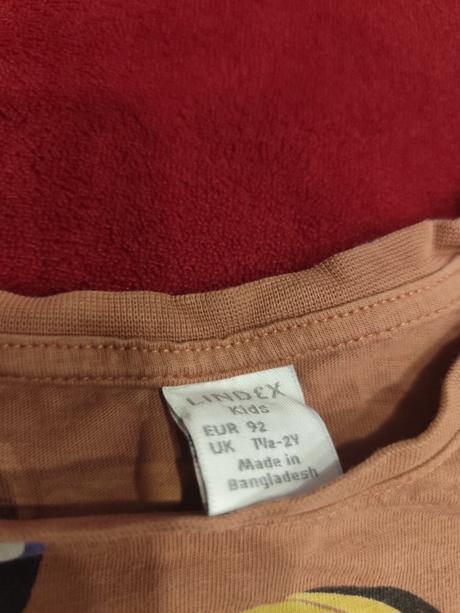 LINDEX
Kids
EUR 92
UK 1½-2Y
Made in
Bangladesh